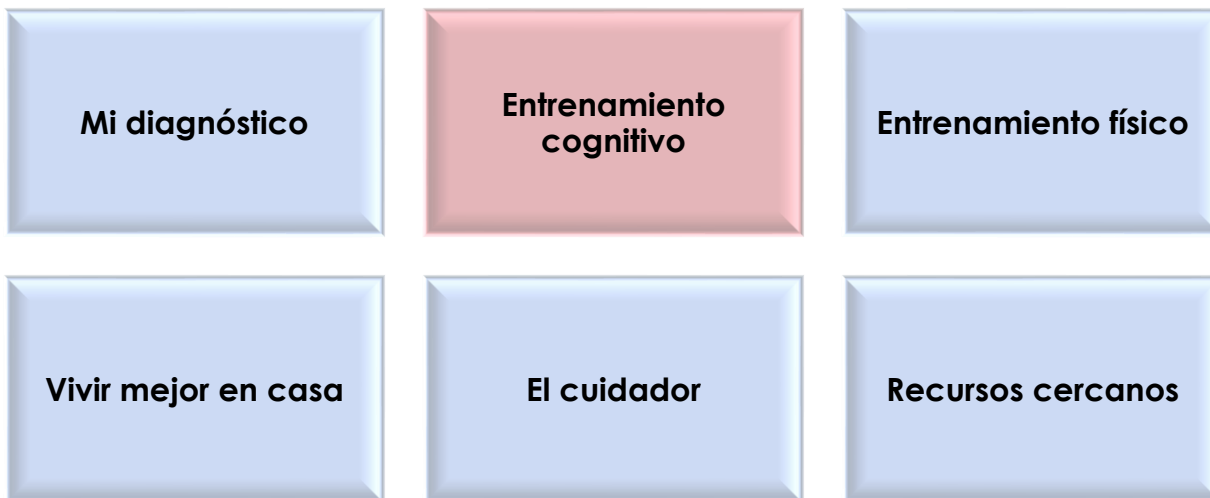 Mi diagnóstico
Entrenamiento
cognitivo
Entrenamiento físico
Vivir mejor en casa
El cuidador
Recursos cercanos